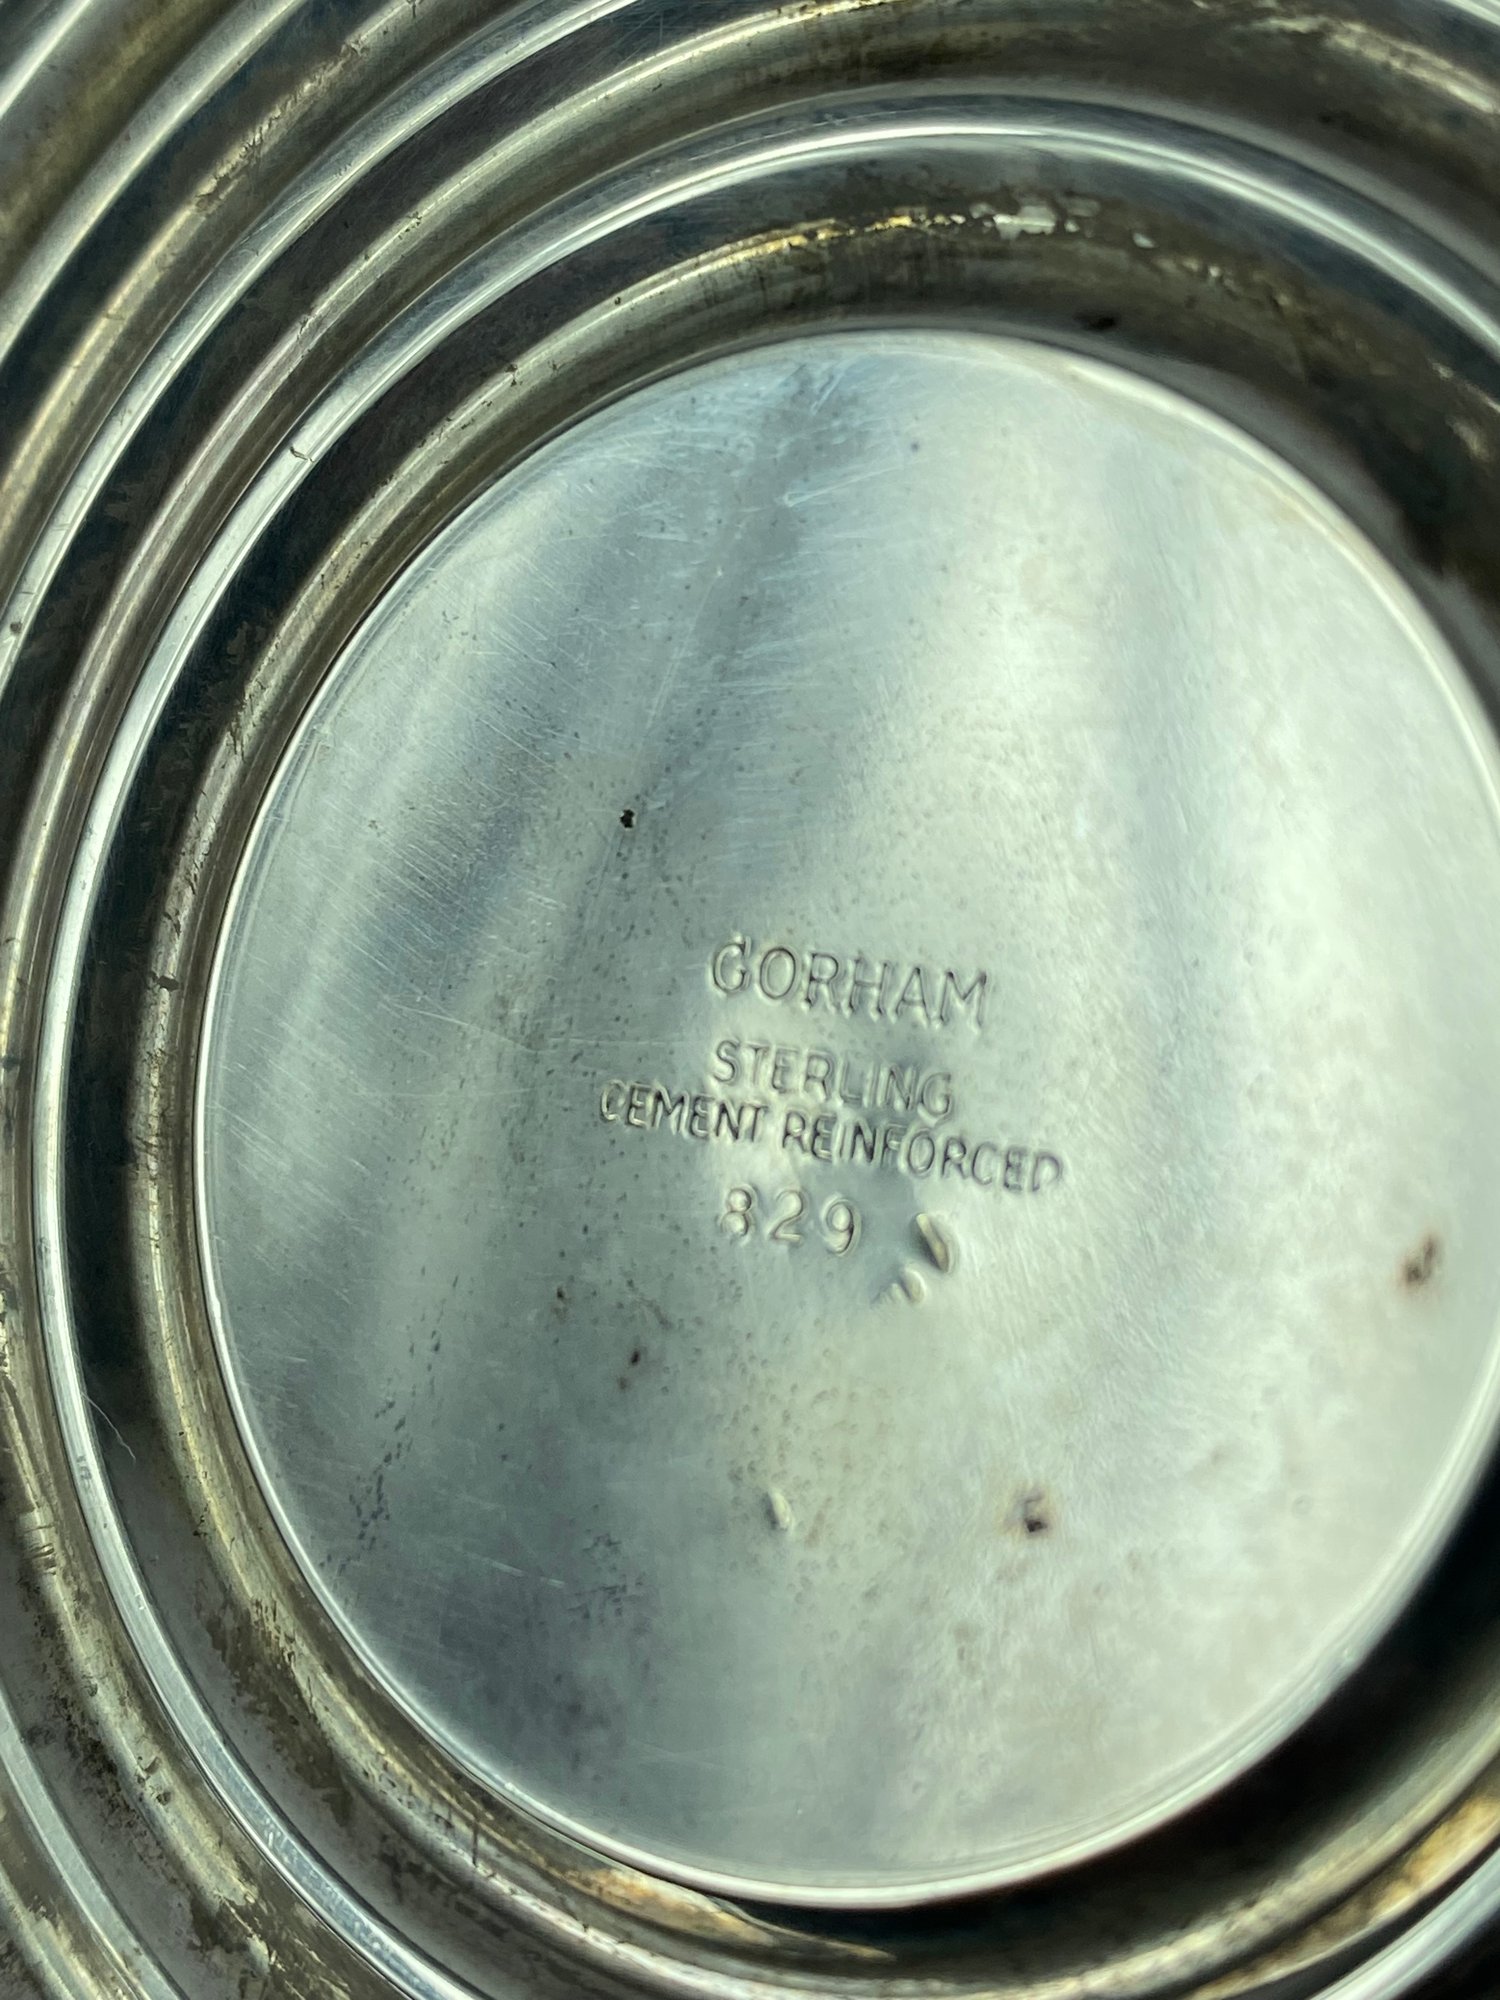 GORHAM
STERLING
CEMENT REINFORCED
829